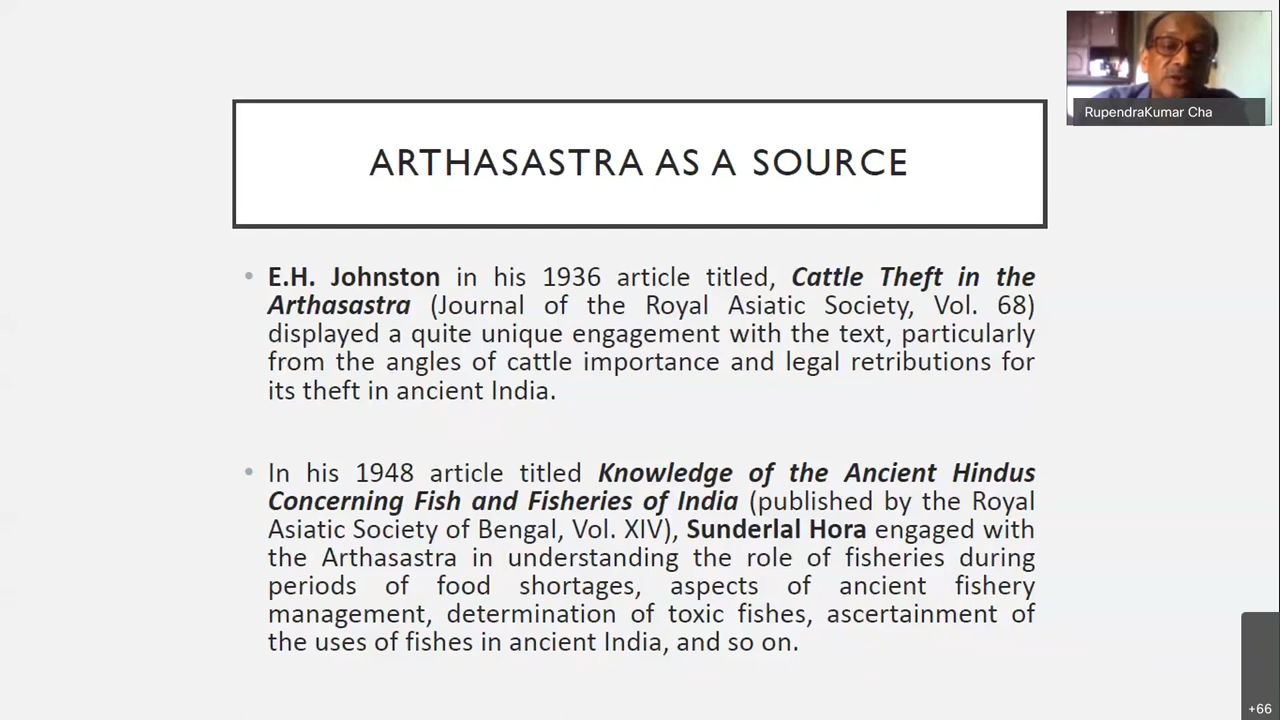 RupendraKumar Cha
ARTHASASTRA AS A SOURCE
• E.H. Johnston in his 1936 article titled, Cattle Theft in the
Arthasastra (Journal of the Royal Asiatic Society, Vol. 68)
displayed a quite unique engagement with the text, particularly
from the angles of cattle importance and legal retributions for
its theft in ancient India.
• In his 1948 article titled Knowledge of the Ancient Hindus
Concerning Fish and Fisheries of India (published by the Royal
Asiatic Society of Bengal, Vol. XIV), Sunderlal Hora engaged with
the Arthasastra in understanding the role of fisheries during
periods of food shortages, aspects of ancient fishery
management, determination of toxic fishes, ascertainment of
the uses of fishes in ancient India, and so on.
+66